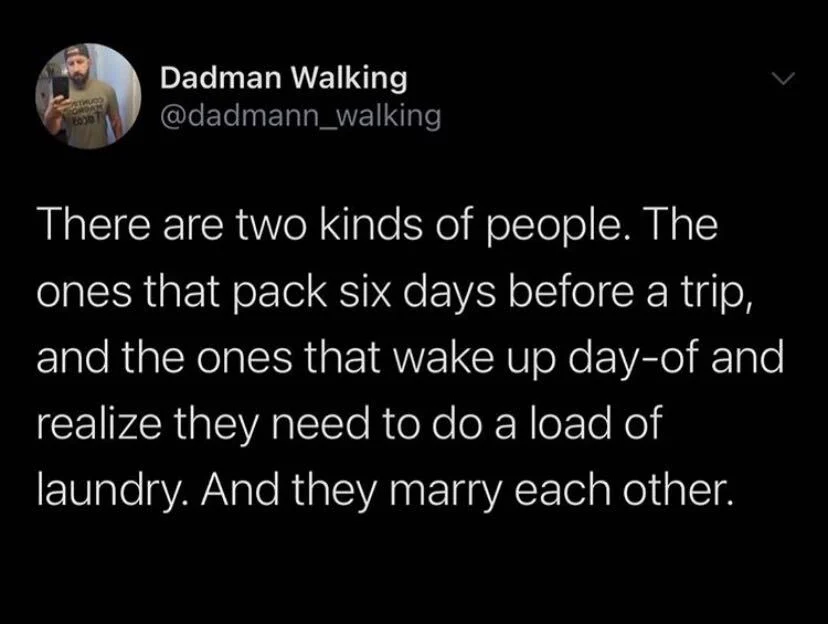 Dadman Walking
@dadmann_walking
There are two kinds of people. The
ones that pack six days before a trip,
and the ones that wake up day-of and
realize they need to do a load of
laundry. And they marry each other.